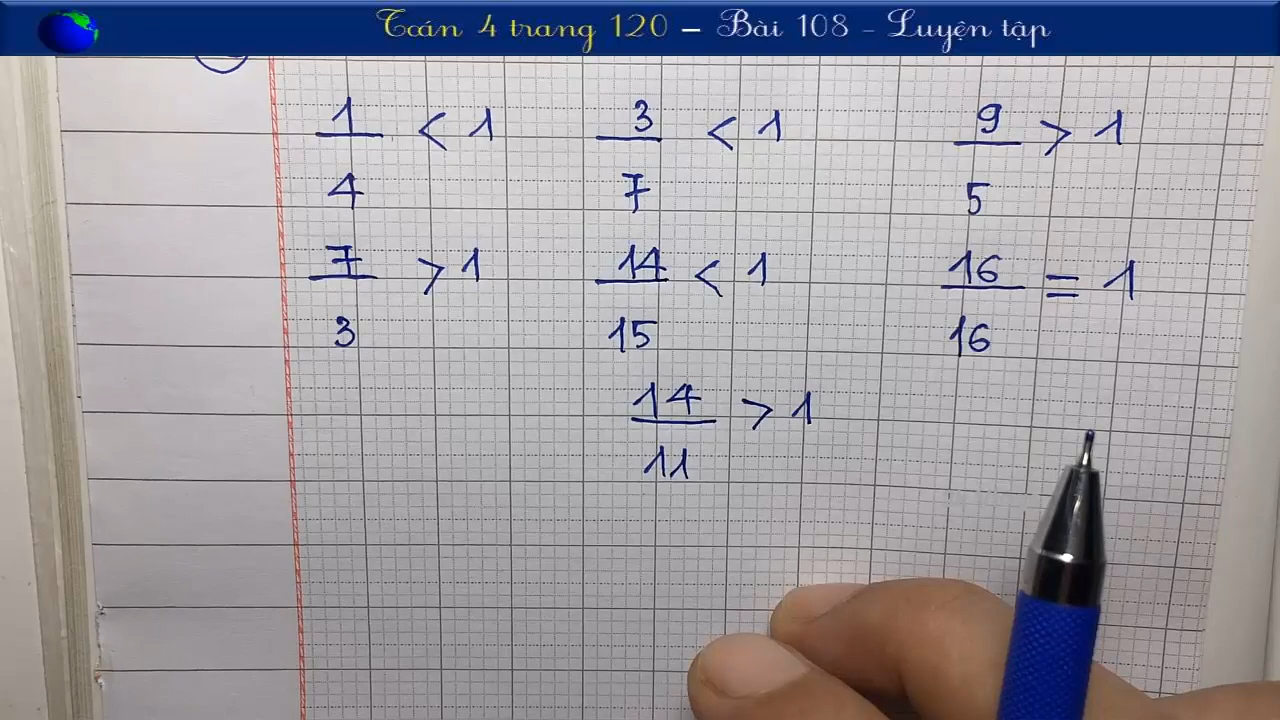 Toán 4 trang 120 – Bài 108 – Luyện tập
1/4 < 1 3/7 < 1 9/5 > 1
7/3 > 1 14/15 < 1 16/16 = 1
14/11 > 1